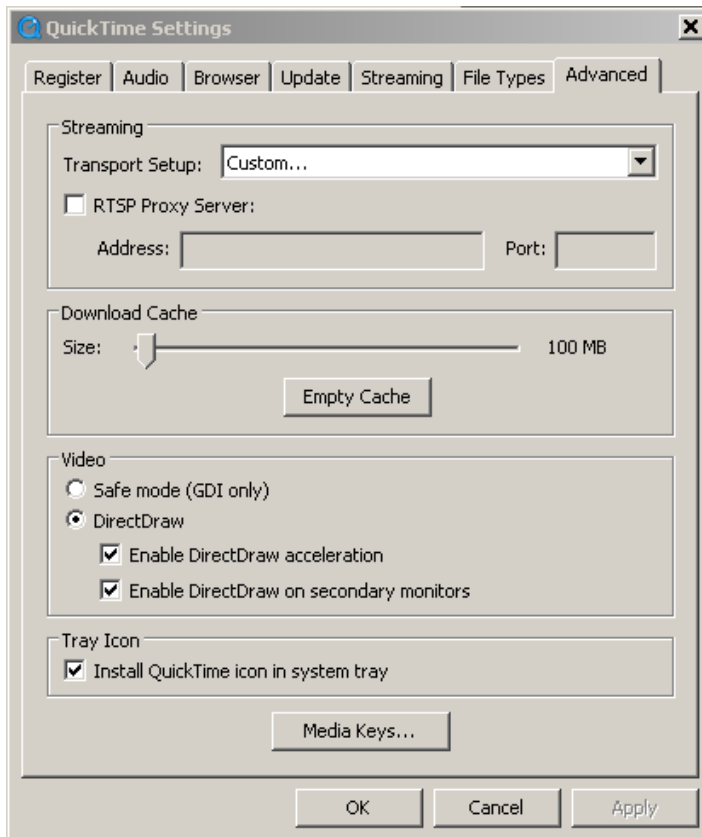 QuickTime Settings
Register Audio Browser Update Streaming File Types Advanced
Streaming
Transport Setup: Custom...
RTSP Proxy Server:
Address: Port:
Download Cache
Size: 100 MB
Empty Cache
Video
Safe mode (GDI only)
DirectDraw
Enable DirectDraw acceleration
Enable DirectDraw on secondary monitors
Tray Icon
Install QuickTime icon in system tray
Media Keys...
OK Cancel Apply